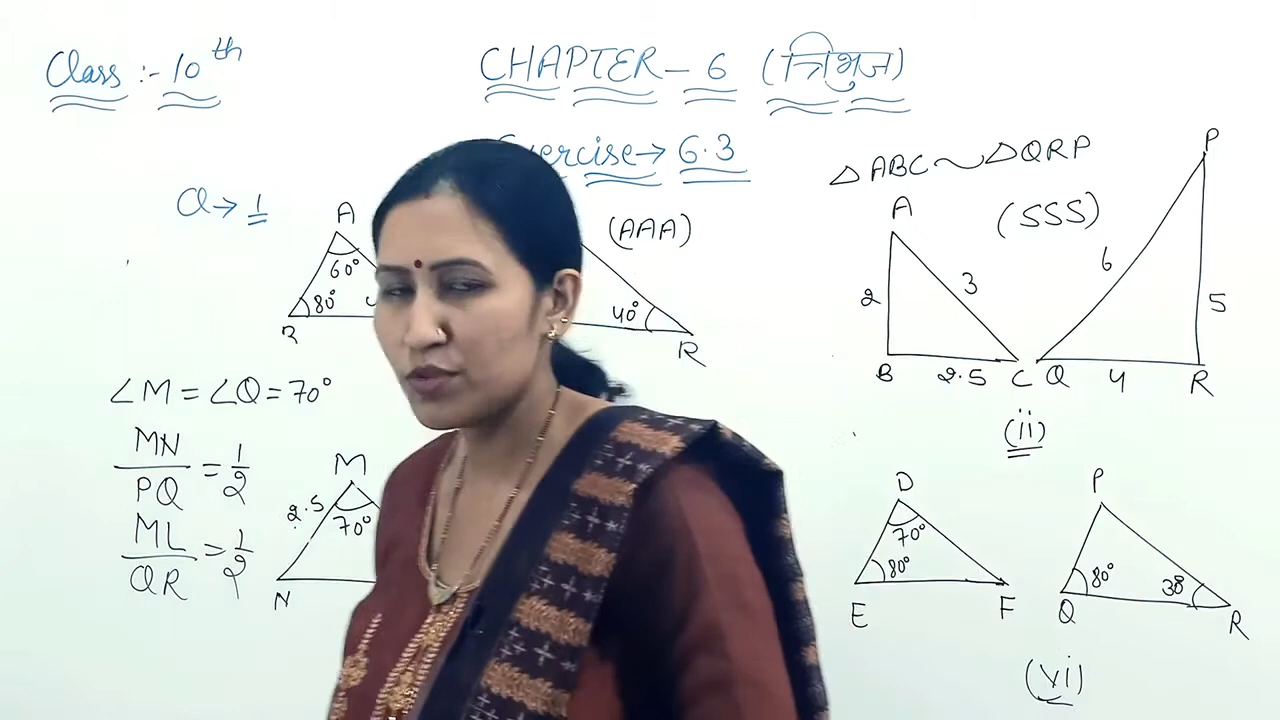 Class :- 10th
CHAPTER - 6 (त्रिभुज)
Exercise → 6.3
Q → 1
A
60°
80°
B
(AAA)
40°
R
△ABC ~ △QRP
(SSS)
A
2
3
B
2.5
C
P
6
5
Q
4
R
(ii)
∠M = ∠Q = 70°
MN/PQ = 1/2
ML/QR = 1/2
M
2.5
70°
N
D
70°
80°
E
F
P
80°
Q
R
(vi)